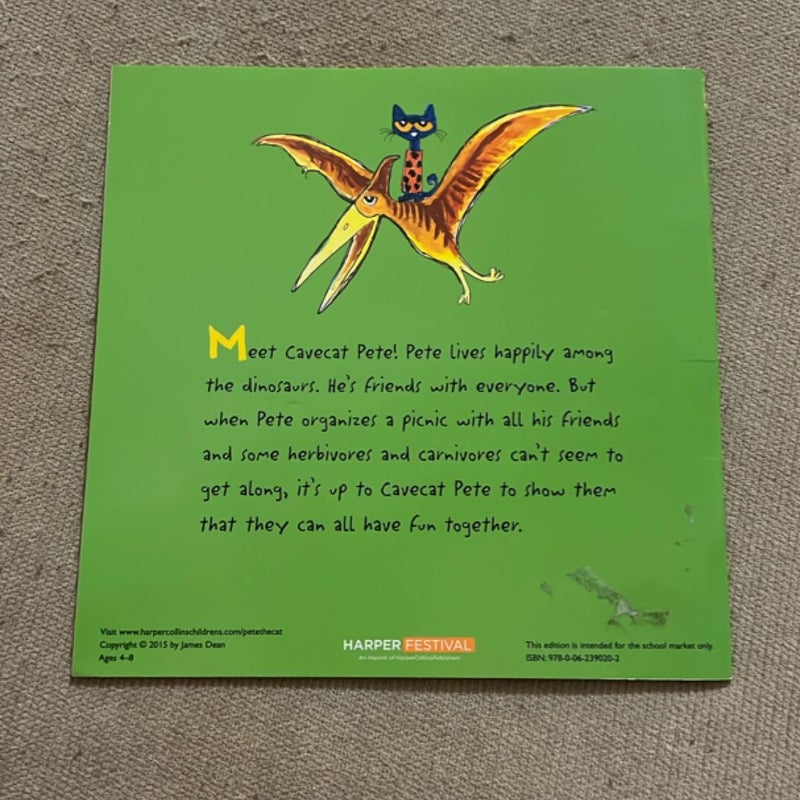 Meet Cavecat Pete! Pete lives happily among
the dinosaurs. He's friends with everyone. But
when Pete organizes a picnic with all his friends
and some herbivores and carnivores can't seem to
get along, it's up to Cavecat Pete to show them
that they can all have fun together.
Visit www.harpercollinschildrens.com/petethecat
Copyright © 2015 by James Dean
Ages 4–8
HARPER FESTIVAL
An Imprint of HarperCollinsPublishers
This edition is intended for the school market only.
ISBN: 978-0-06-239020-2